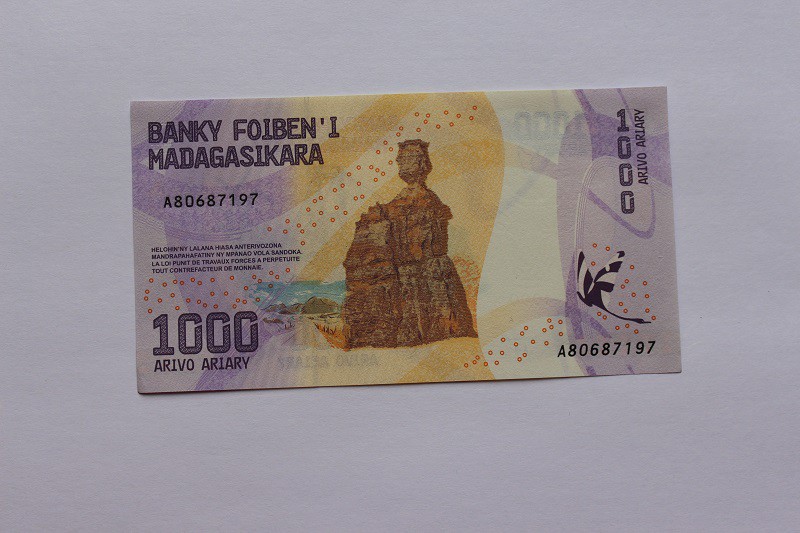 BANKY FOIBEN'I
MADAGASIKARA
A80687197
HELOHIN'NY LALANA HIASA ANTERIVOZONA
MANDRAPAHAFATINY NY MPANAO VOLA SANDOKA.
LA LOI PUNIT DE TRAVAUX FORCES A PERPETUITE
TOUT CONTREFACTEUR DE MONNAIE.
1000
ARIVO ARIARY
1000
ARIVO ARIARY
A80687197